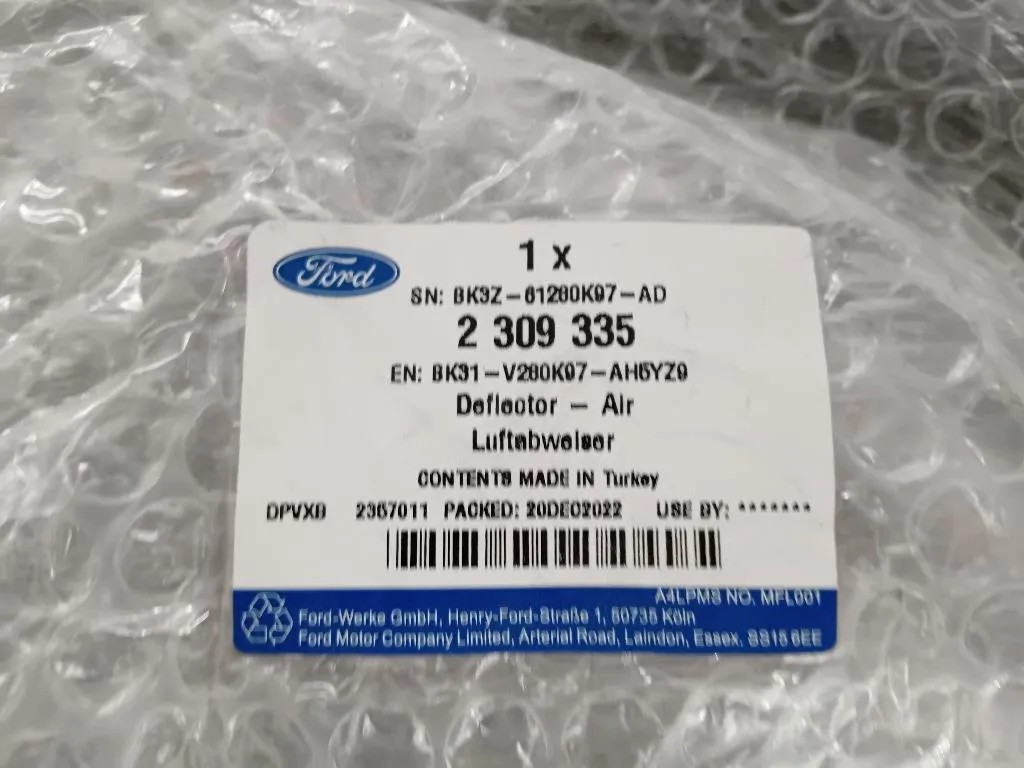 Ford
1 x
SN: BK3Z-61280K97-AD
2 309 335
EN: BK31-V280K97-AH5YZ9
Deflector - Air
Luftabweiser
CONTENTS MADE IN Turkey
DPVXB 2357011 PACKED: 20DEC2022 USE BY: *******
A4LPMS NO. MFL001
Ford-Werke GmbH, Henry-Ford-Straße 1, 50735 Köln
Ford Motor Company Limited, Arterial Road, Laindon, Essex. SS15 6EE